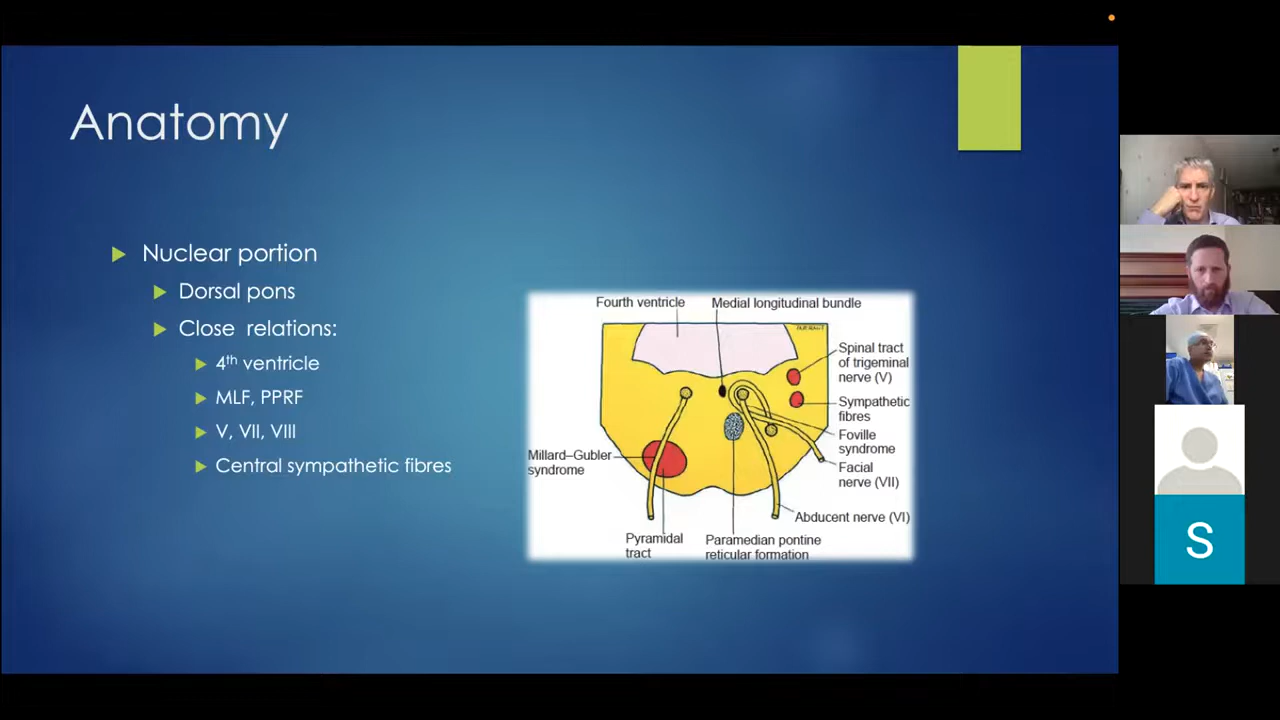 Anatomy
Nuclear portion
Dorsal pons
Close relations:
4th ventricle
MLF, PPRF
V, VII, VIII
Central sympathetic fibres
Fourth ventricle
Medial longitudinal bundle
Spinal tract
of trigeminal
nerve (V)
Sympathetic
fibres
Foville
syndrome
Facial
nerve (VII)
Abducent nerve (VI)
Millard–Gubler
syndrome
Pyramidal
tract
Paramedian pontine
reticular formation
S